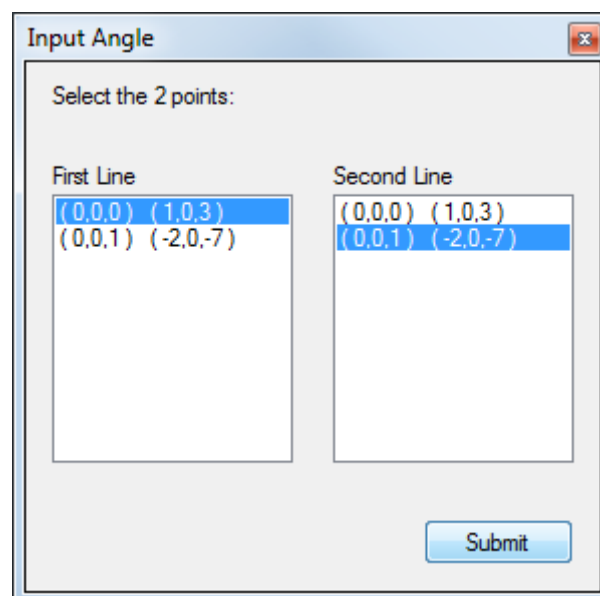 Input Angle
Select the 2 points:
First Line
( 0,0,0 ) ( 1,0,3 )
( 0,0,1 ) ( -2,0,-7 )
Second Line
( 0,0,0 ) ( 1,0,3 )
( 0,0,1 ) ( -2,0,-7 )
Submit